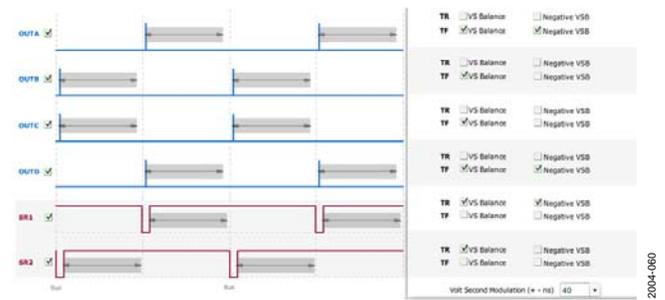 OUTA
TR VS Balance Negative VSB
TF VS Balance Negative VSB
OUTB
TR VS Balance Negative VSB
TF VS Balance Negative VSB
OUTC
TR VS Balance Negative VSB
TF VS Balance Negative VSB
OUTD
TR VS Balance Negative VSB
TF VS Balance Negative VSB
SR1
TR VS Balance Negative VSB
TF VS Balance Negative VSB
SR2
TR VS Balance Negative VSB
TF VS Balance Negative VSB
Volt Second Modulation (+ - ns) 40
2004-060